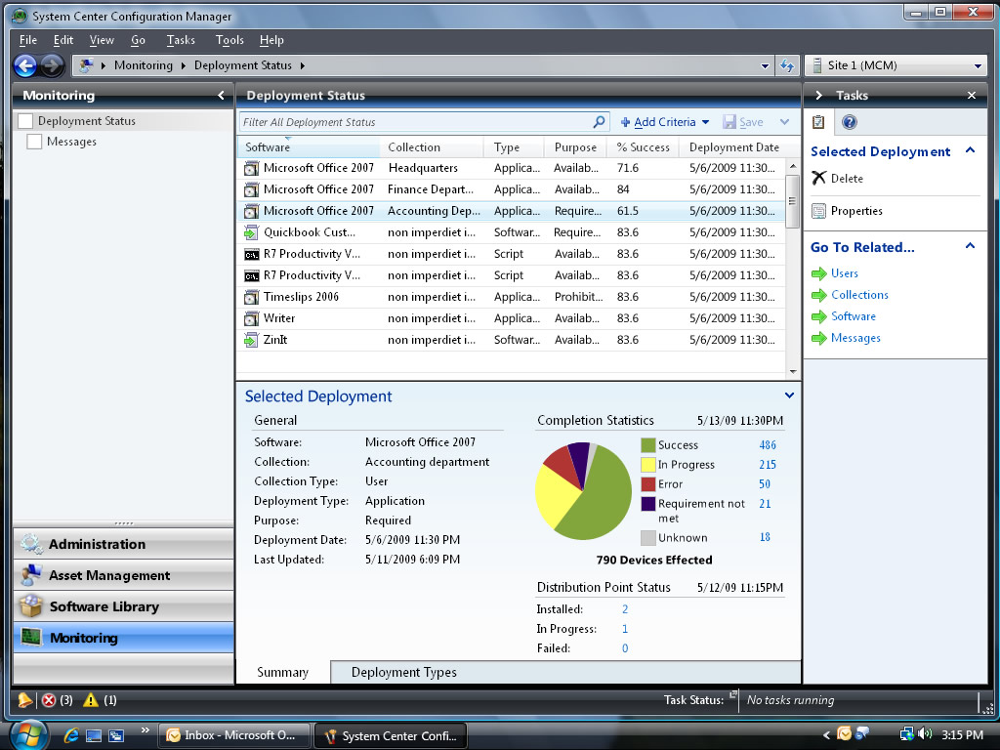 System Center Configuration Manager
File Edit View Go Tasks Tools Help
Monitoring Deployment Status Site 1 (MCM)
Monitoring
Deployment Status
Messages
Administration
Asset Management
Software Library
Monitoring
Deployment Status
Filter All Deployment Status Add Criteria Save
Software Collection Type Purpose % Success Deployment Date
Microsoft Office 2007 Headquarters Applica... Availab... 71.6 5/6/2009 11:30...
Microsoft Office 2007 Finance Depart... Applica... Availab... 84 5/6/2009 11:30...
Microsoft Office 2007 Accounting Dep... Applica... Require... 61.5 5/6/2009 11:30...
Quickbook Cust... non imperdiet i... Softwar... Require... 83.6 5/6/2009 11:30...
R7 Productivity V... non imperdiet i... Script Availab... 83.6 5/6/2009 11:30...
R7 Productivity V... non imperdiet i... Script Availab... 83.6 5/6/2009 11:30...
Timeslips 2006 non imperdiet i... Applica... Prohibit... 83.6 5/6/2009 11:30...
Writer non imperdiet i... Applica... Availab... 83.6 5/6/2009 11:30...
ZinIt non imperdiet i... Softwar... Availab... 83.6 5/6/2009 11:30...
Selected Deployment
General
Software: Microsoft Office 2007
Collection: Accounting department
Collection Type: User
Deployment Type: Application
Purpose: Required
Deployment Date: 5/6/2009 11:30 PM
Last Updated: 5/11/2009 6:09 PM
Completion Statistics 5/13/09 11:30PM
Success 486
In Progress 215
Error 50
Requirement not 21
met
Unknown 18
790 Devices Effected
Distribution Point Status 5/12/09 11:15PM
Installed: 2
In Progress: 1
Failed: 0
Summary Deployment Types
Tasks
Selected Deployment
Delete
Properties
Go To Related...
Users
Collections
Software
Messages
(3) (1) Task Status: No tasks running
Inbox - Microsoft O... System Center Confi... 3:15 PM